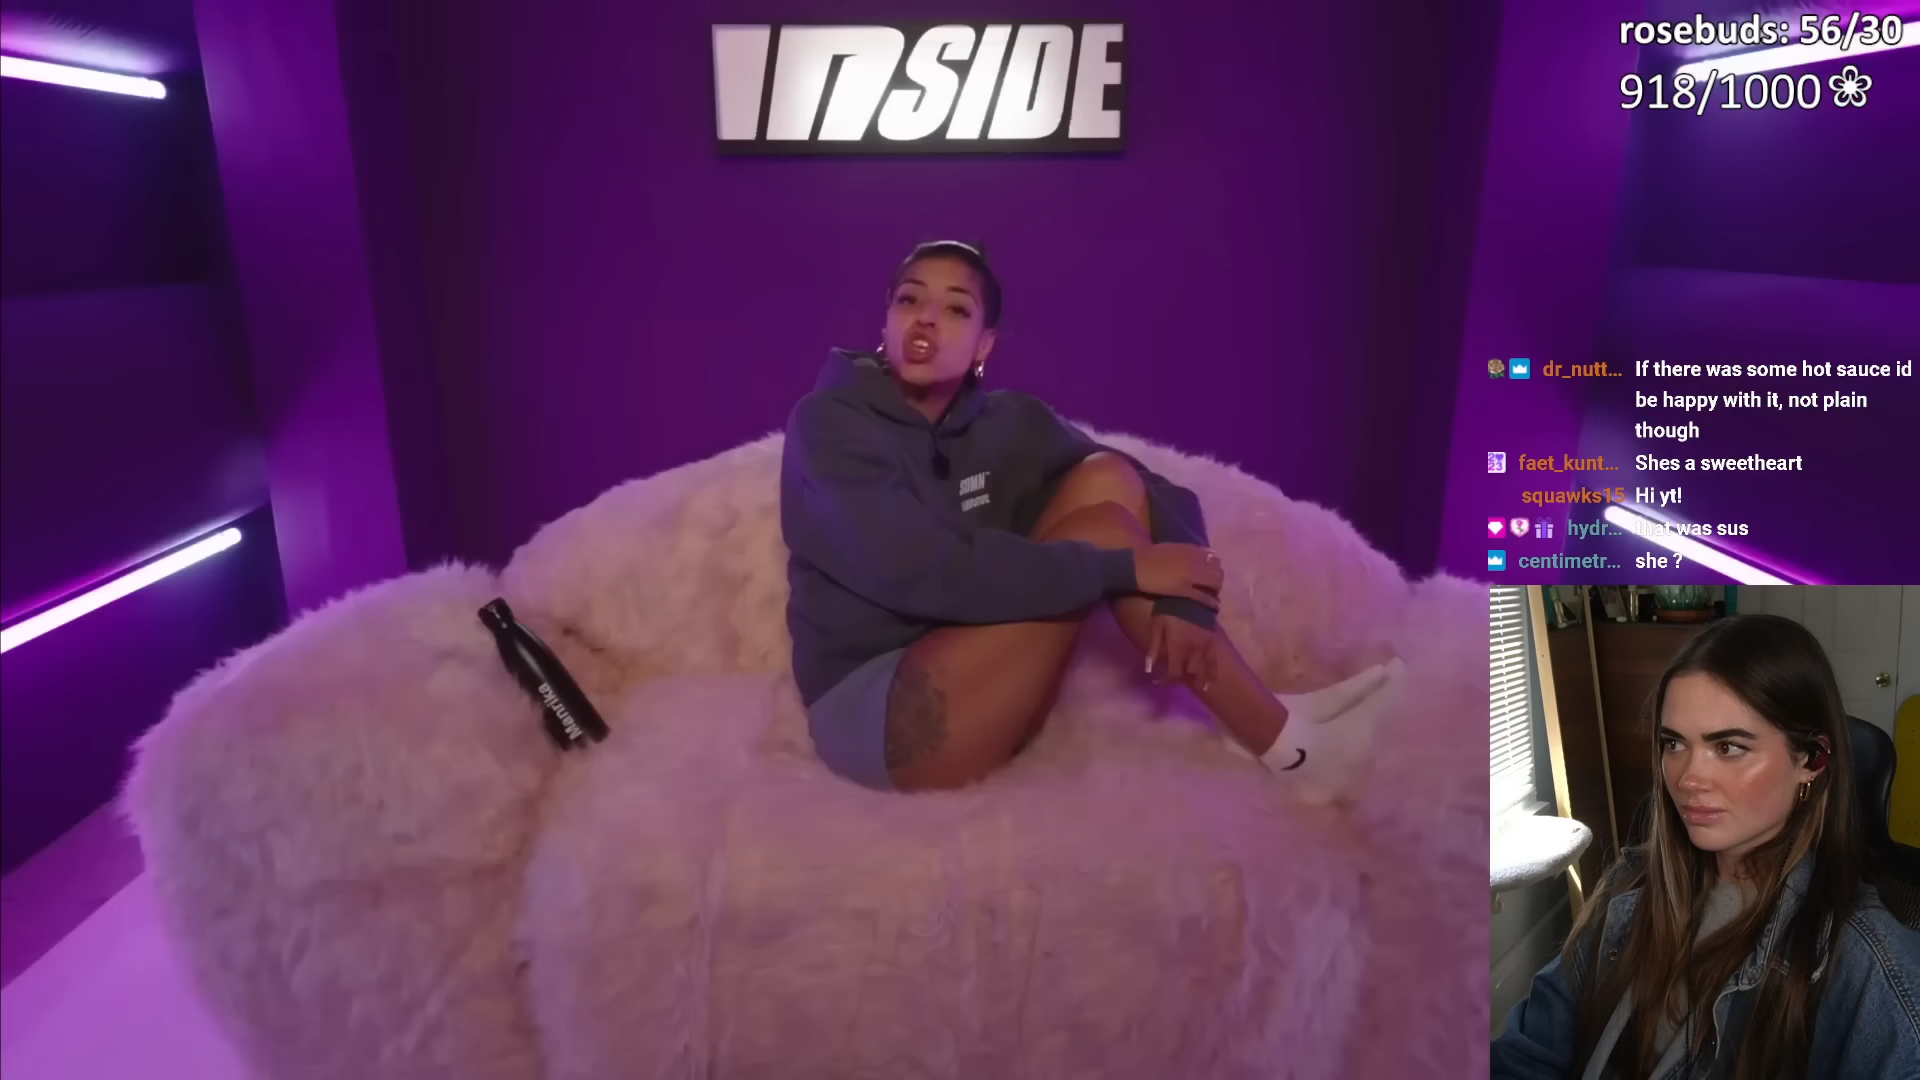 INSIDE
rosebuds: 56/30
918/1000
dr_nutt... If there was some hot sauce id
be happy with it, not plain
though
faet_kunt... Shes a sweetheart
squawks15 Hi yt!
hydr... that was sus
centimetr... she ?
Manrika